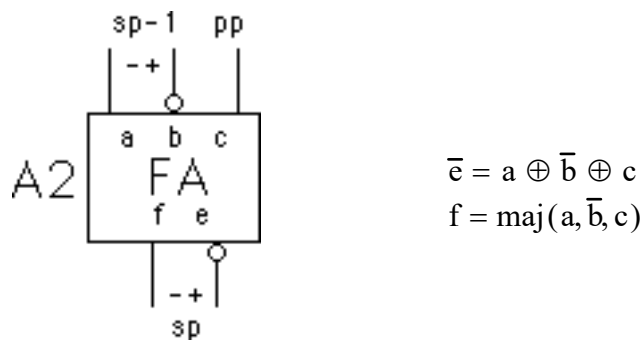 sp-1 pp
- +
a b c
A2 FA
f e
- +
sp
e̅ = a ⊕ b̅ ⊕ c
f = maj(a, b̅, c)